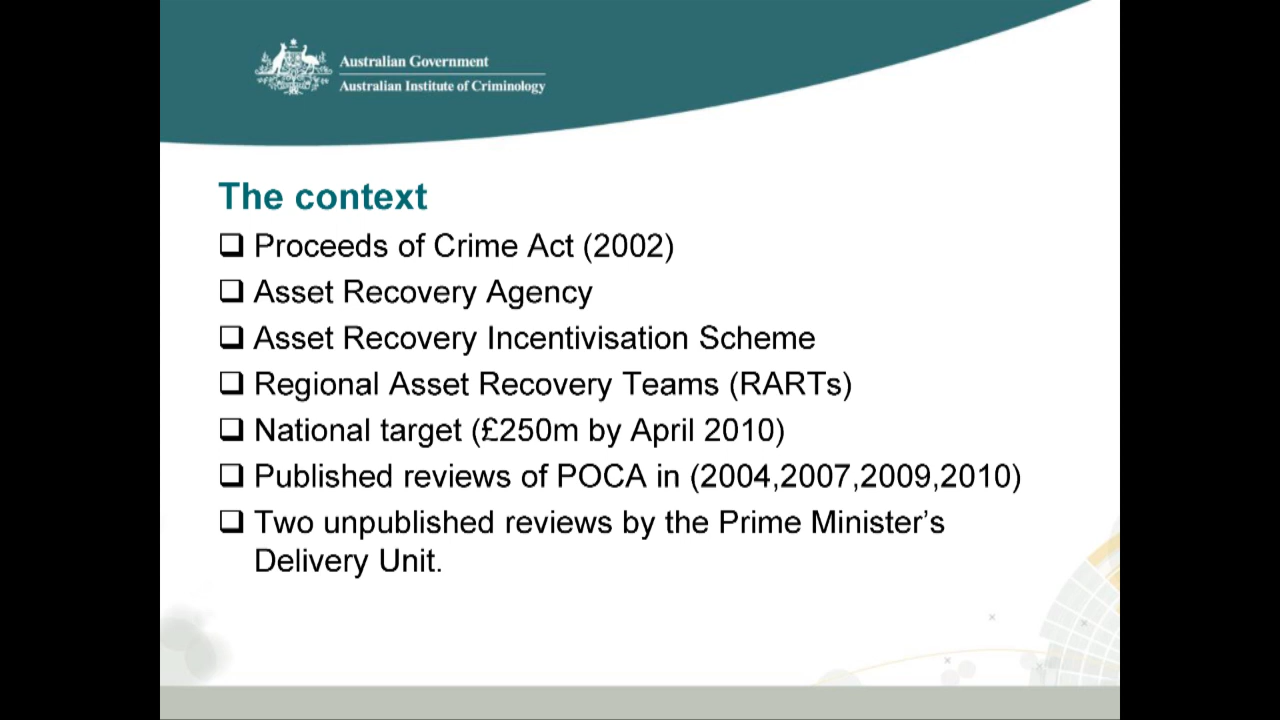 Australian Government
Australian Institute of Criminology
The context
Proceeds of Crime Act (2002)
Asset Recovery Agency
Asset Recovery Incentivisation Scheme
Regional Asset Recovery Teams (RARTs)
National target (£250m by April 2010)
Published reviews of POCA in (2004,2007,2009,2010)
Two unpublished reviews by the Prime Minister’s
Delivery Unit.